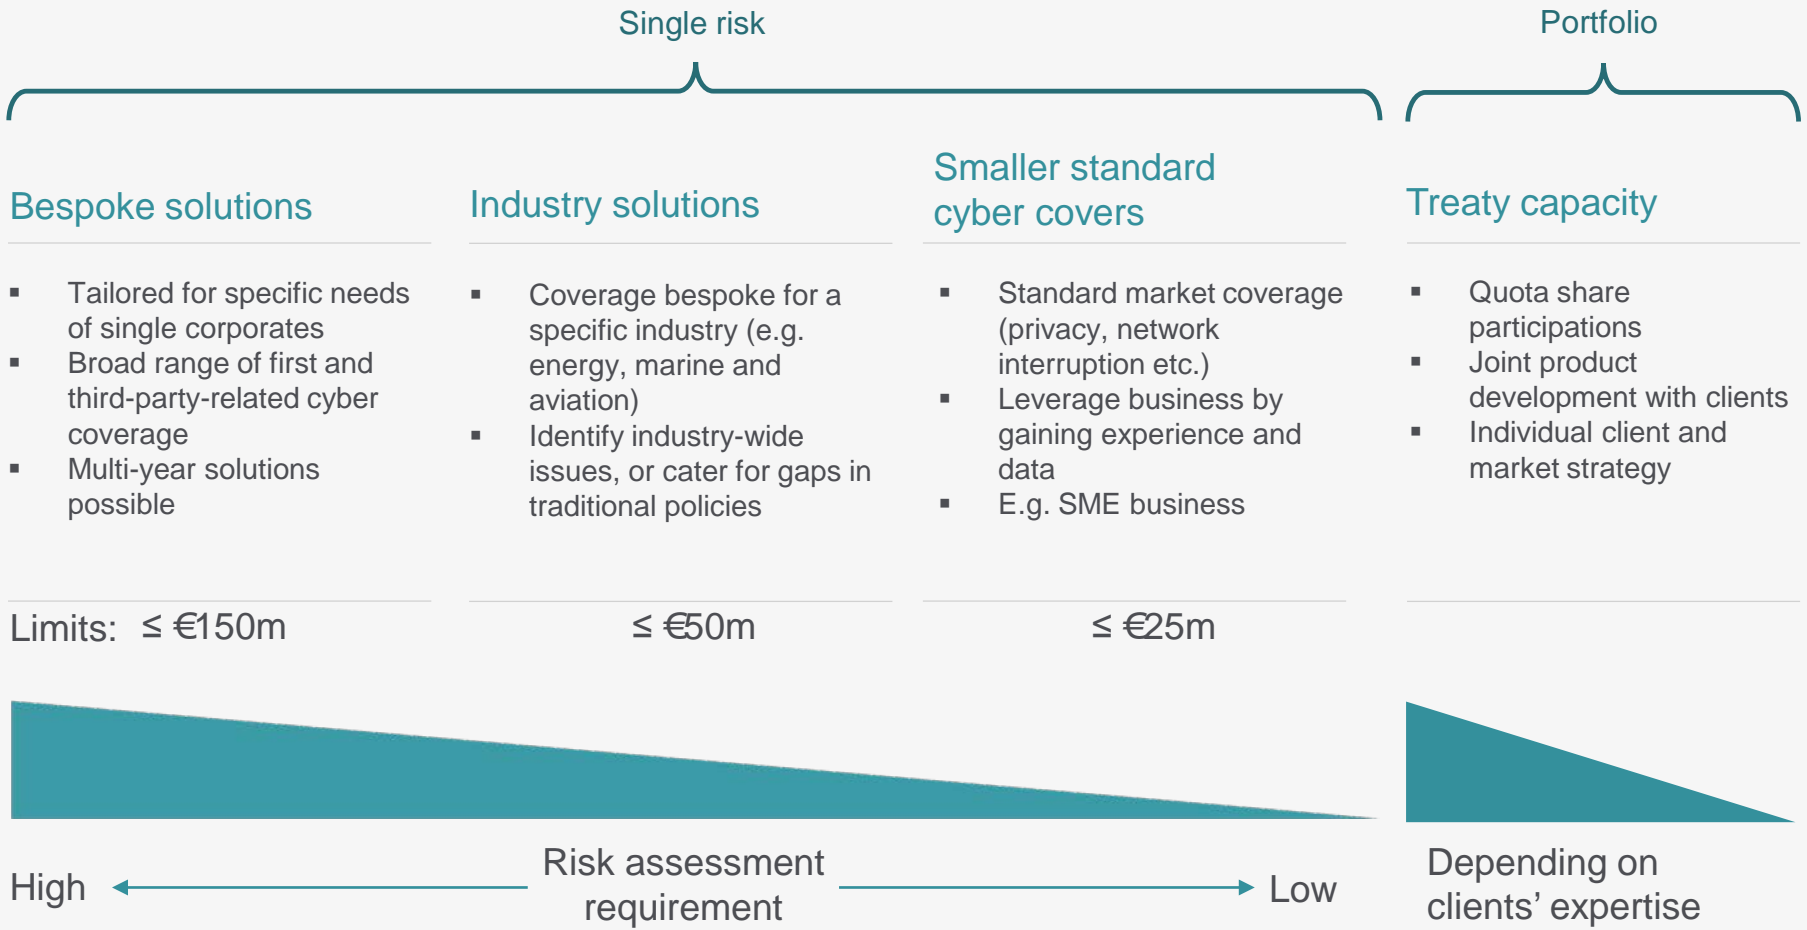 Single risk
Portfolio
Bespoke solutions
▪ Tailored for specific needs
of single corporates
▪ Broad range of first and
third-party-related cyber
coverage
▪ Multi-year solutions
possible
Industry solutions
▪ Coverage bespoke for a
specific industry (e.g.
energy, marine and
aviation)
▪ Identify industry-wide
issues, or cater for gaps in
traditional policies
Smaller standard
cyber covers
▪ Standard market coverage
(privacy, network
interruption etc.)
▪ Leverage business by
gaining experience and
data
▪ E.g. SME business
Treaty capacity
▪ Quota share
participations
▪ Joint product
development with clients
▪ Individual client and
market strategy
Limits: ≤ €150m
≤ €50m
≤ €25m
High
Risk assessment
requirement
Low
Depending on
clients’ expertise